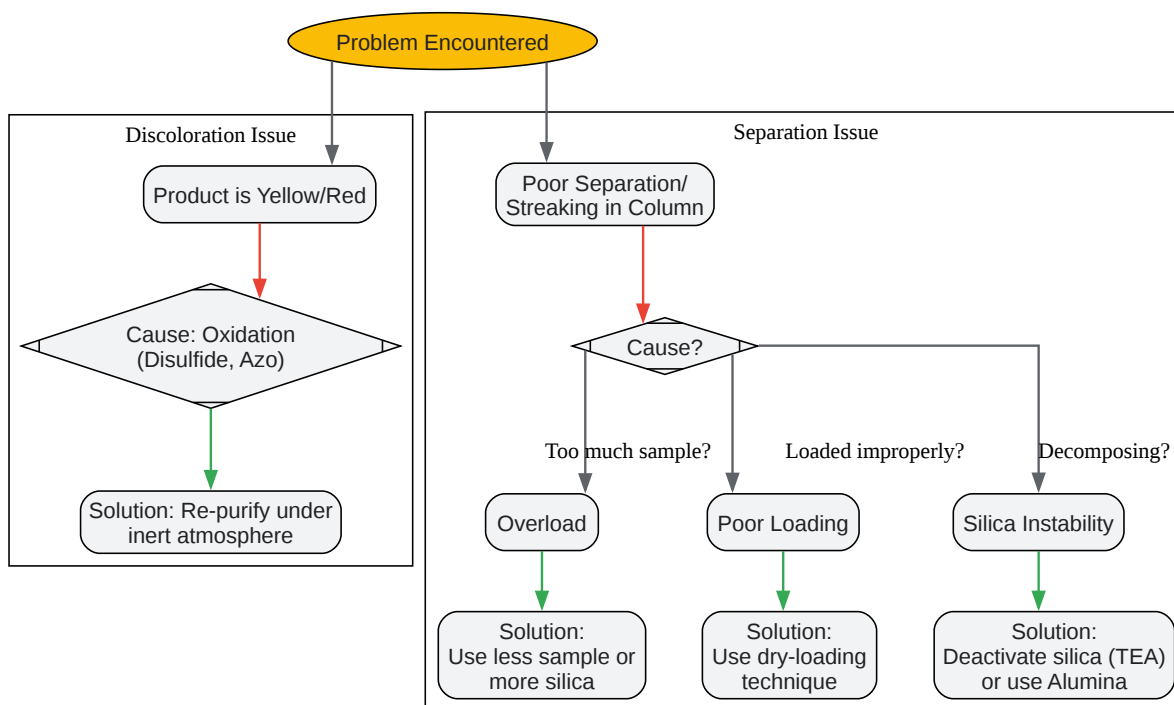 Problem Encountered
Discoloration Issue
Product is Yellow/Red
Cause: Oxidation
(Disulfide, Azo)
Solution: Re-purify under
inert atmosphere
Separation Issue
Poor Separation/
Streaking in Column
Cause?
Too much sample?
Loaded improperly?
Decomposing?
Overload
Poor Loading
Silica Instability
Solution:
Use less sample or
more silica
Solution:
Use dry-loading
technique
Solution:
Deactivate silica (TEA)
or use Alumina